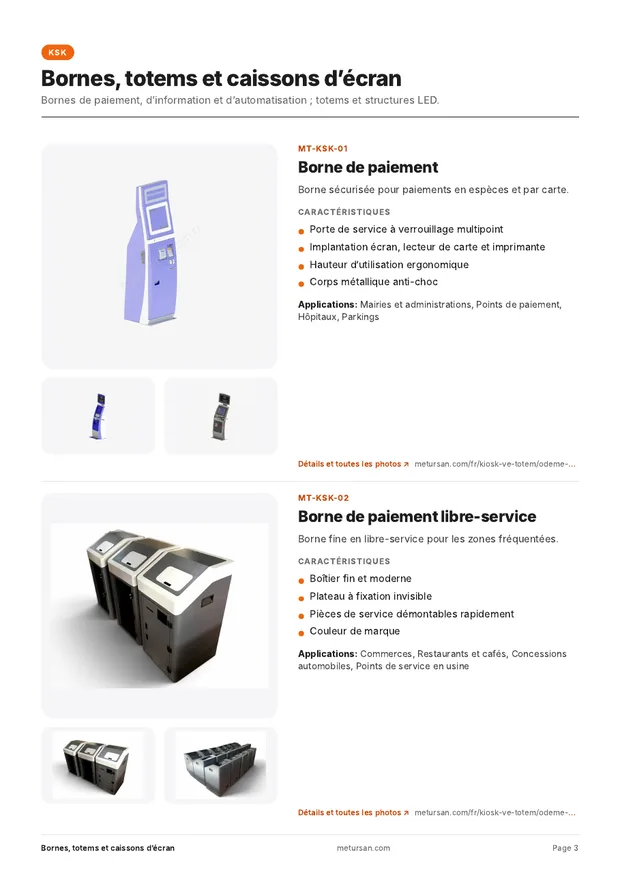 KSK
Bornes, totems et caissons d’écran
Bornes de paiement, d’information et d’automatisation ; totems et structures LED.
MT-KSK-01
Borne de paiement
Borne sécurisée pour paiements en espèces et par carte.
CARACTÉRISTIQUES
Porte de service à verrouillage multipoint
Implantation écran, lecteur de carte et imprimante
Hauteur d’utilisation ergonomique
Corps métallique anti-choc
Applications: Mairies et administrations, Points de paiement,
Hôpitaux, Parkings
Détails et toutes les photos ↗ metursan.com/fr/kiosk-ve-totem/odeme-...
MT-KSK-02
Borne de paiement libre-service
Borne fine en libre-service pour les zones fréquentées.
CARACTÉRISTIQUES
Boîtier fin et moderne
Plateau à fixation invisible
Pièces de service démontables rapidement
Couleur de marque
Applications: Commerces, Restaurants et cafés, Concessions
automobiles, Points de service en usine
Détails et toutes les photos ↗ metursan.com/fr/kiosk-ve-totem/odeme-...
Bornes, totems et caissons d’écran metursan.com Page 3